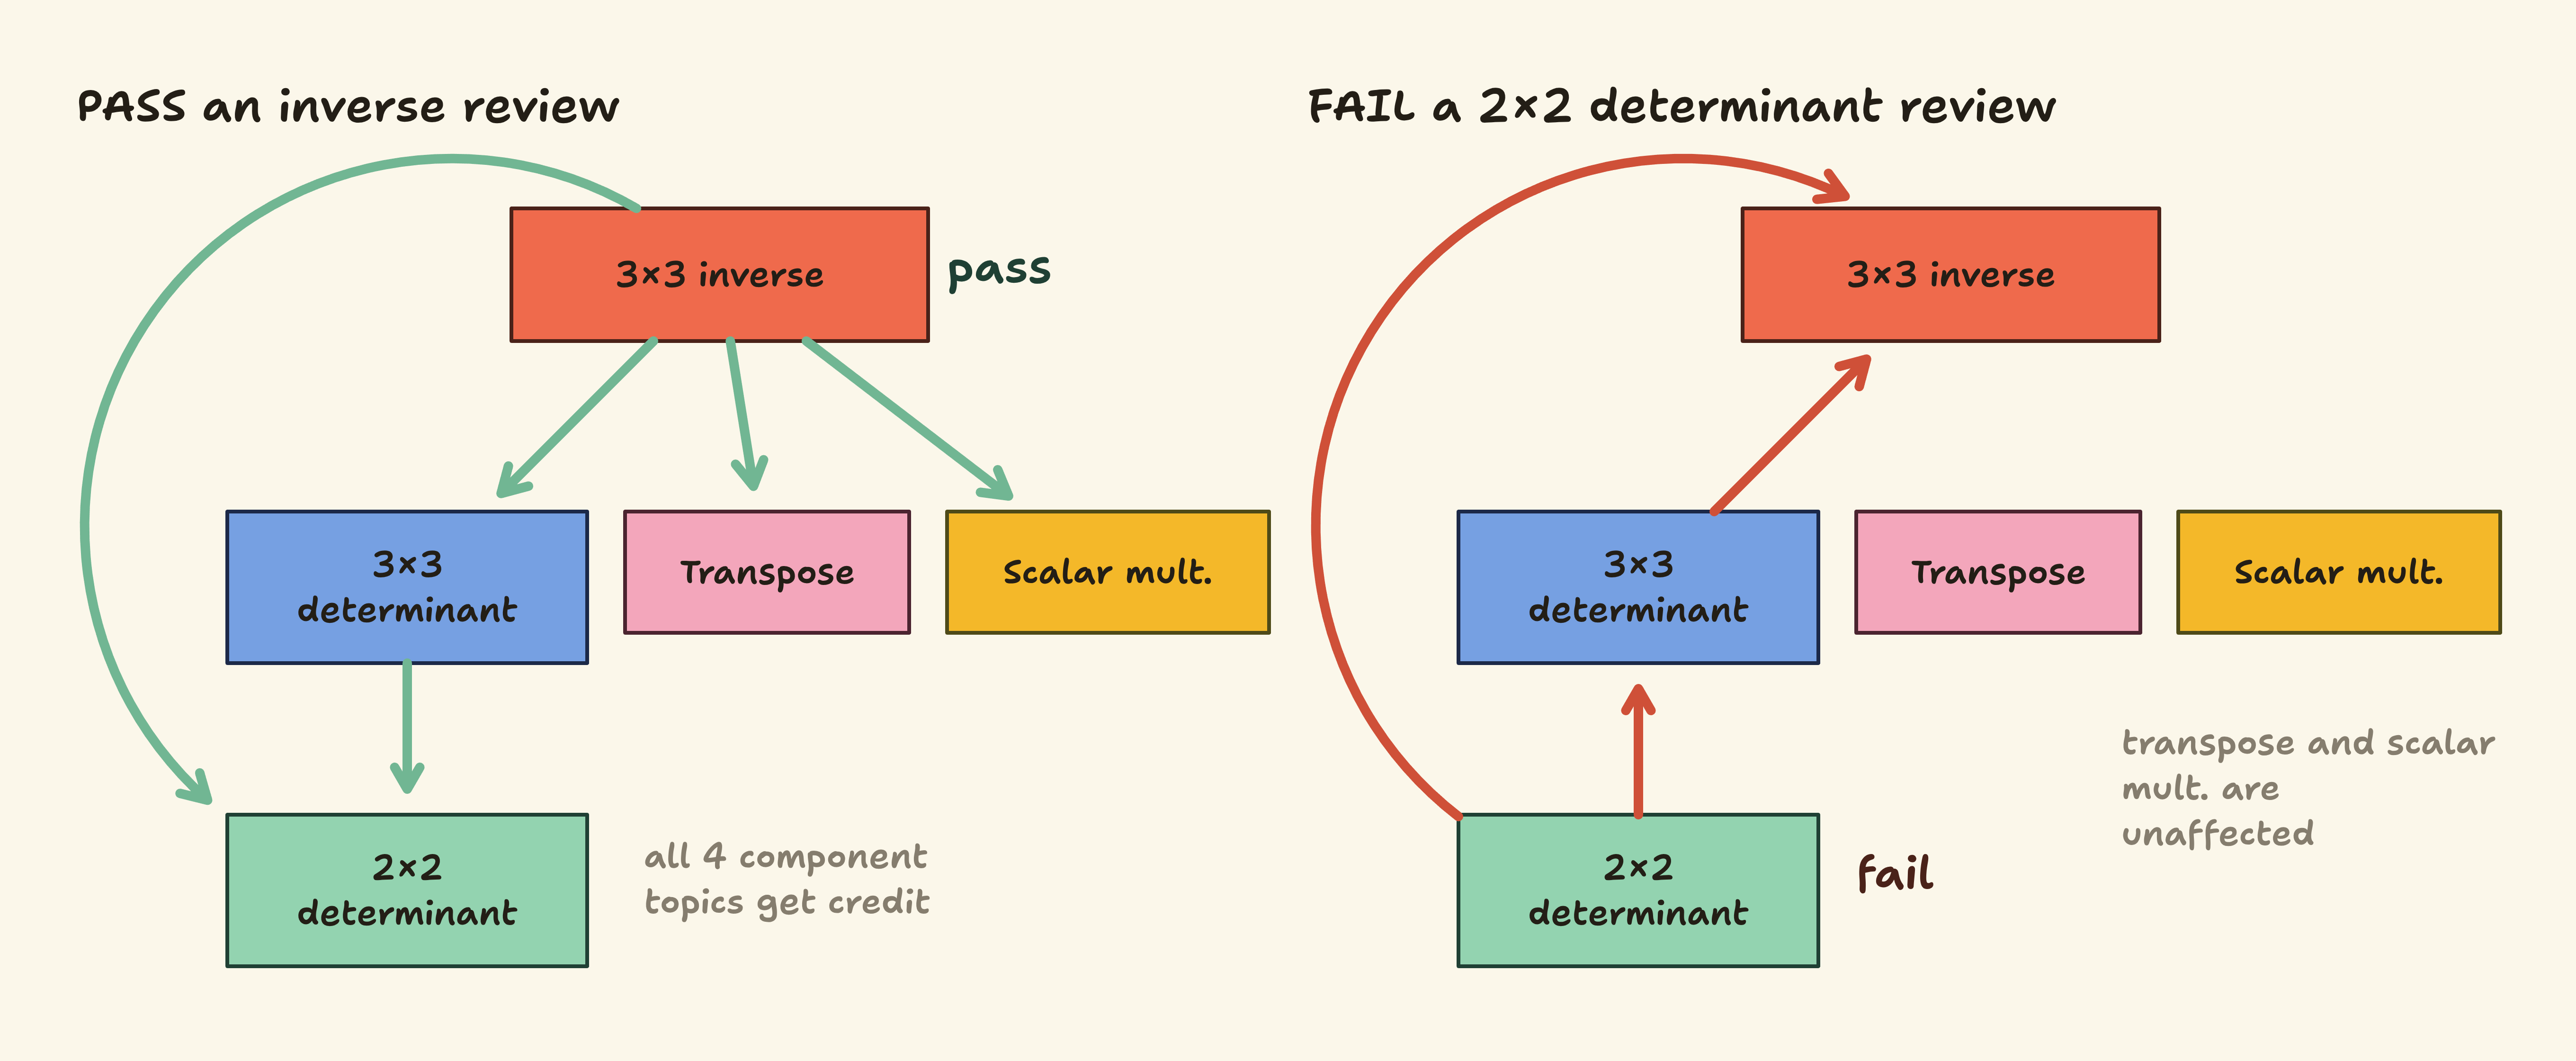 PASS an inverse review
3×3 inverse
pass
3×3
determinant
Transpose
Scalar mult.
2×2
determinant
all 4 component
topics get credit
FAIL a 2×2 determinant review
3×3 inverse
3×3
determinant
Transpose
Scalar mult.
transpose and scalar
mult. are
unaffected
2×2
determinant
fail